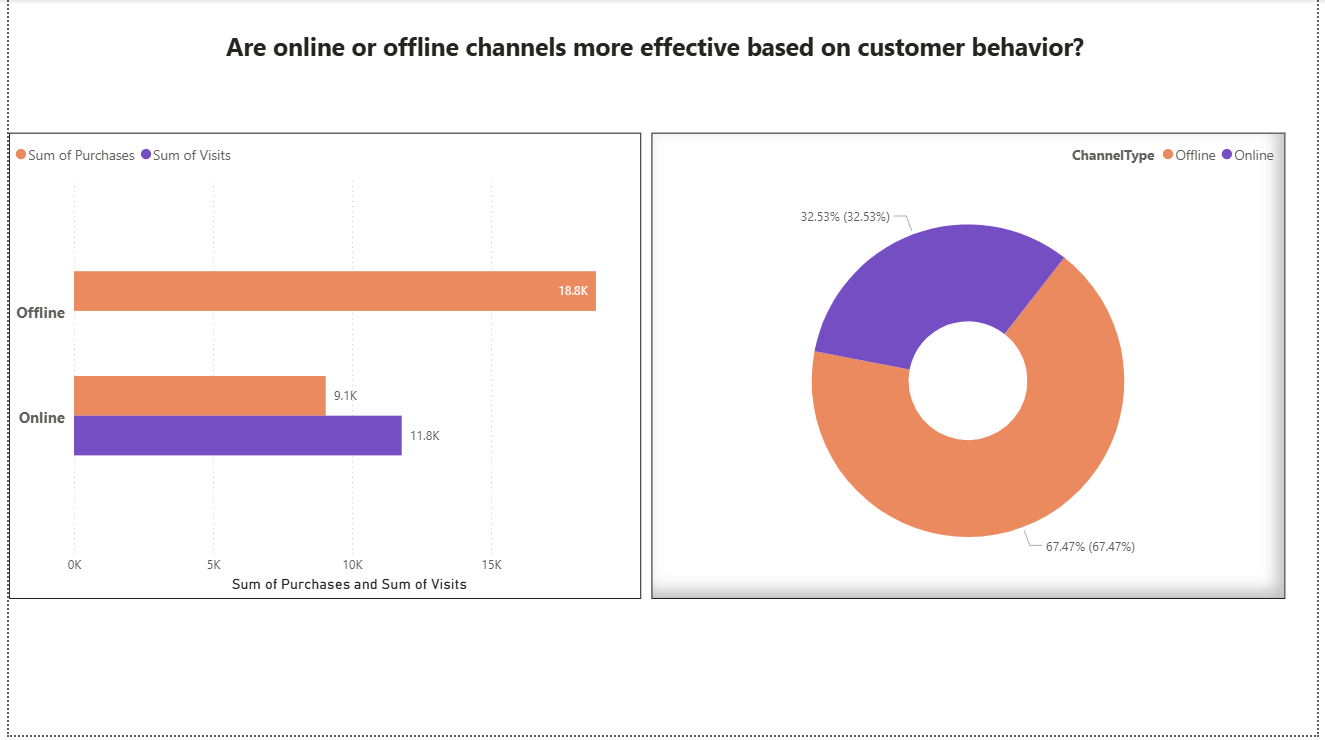 Are online or offline channels more effective based on customer behavior?
Sum of Purchases Sum of Visits
Offline
18.8K
Online
9.1K
11.8K
0K 5K 10K 15K
Sum of Purchases and Sum of Visits
ChannelType Offline Online
32.53% (32.53%)
67.47% (67.47%)